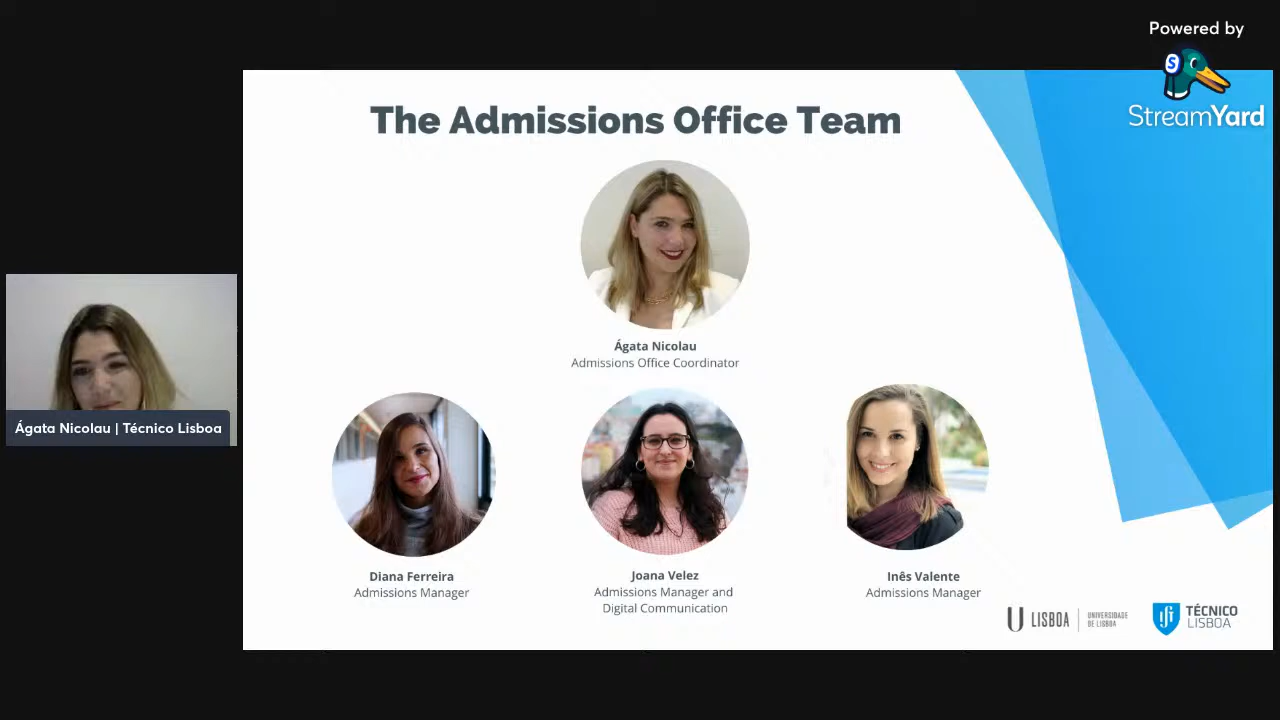 Powered by
StreamYard
The Admissions Office Team
Ágata Nicolau
Admissions Office Coordinator
Ágata Nicolau | Técnico Lisboa
Diana Ferreira
Admissions Manager
Joana Velez
Admissions Manager and
Digital Communication
Inês Valente
Admissions Manager
U LISBOA | UNIVERSIDADE
DE LISBOA
TÉCNICO
LISBOA